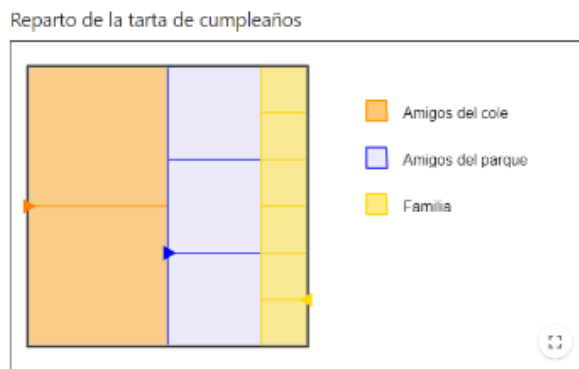 Reparto de la tarta de cumpleaños
Amigos del cole
Amigos del parque
Familia